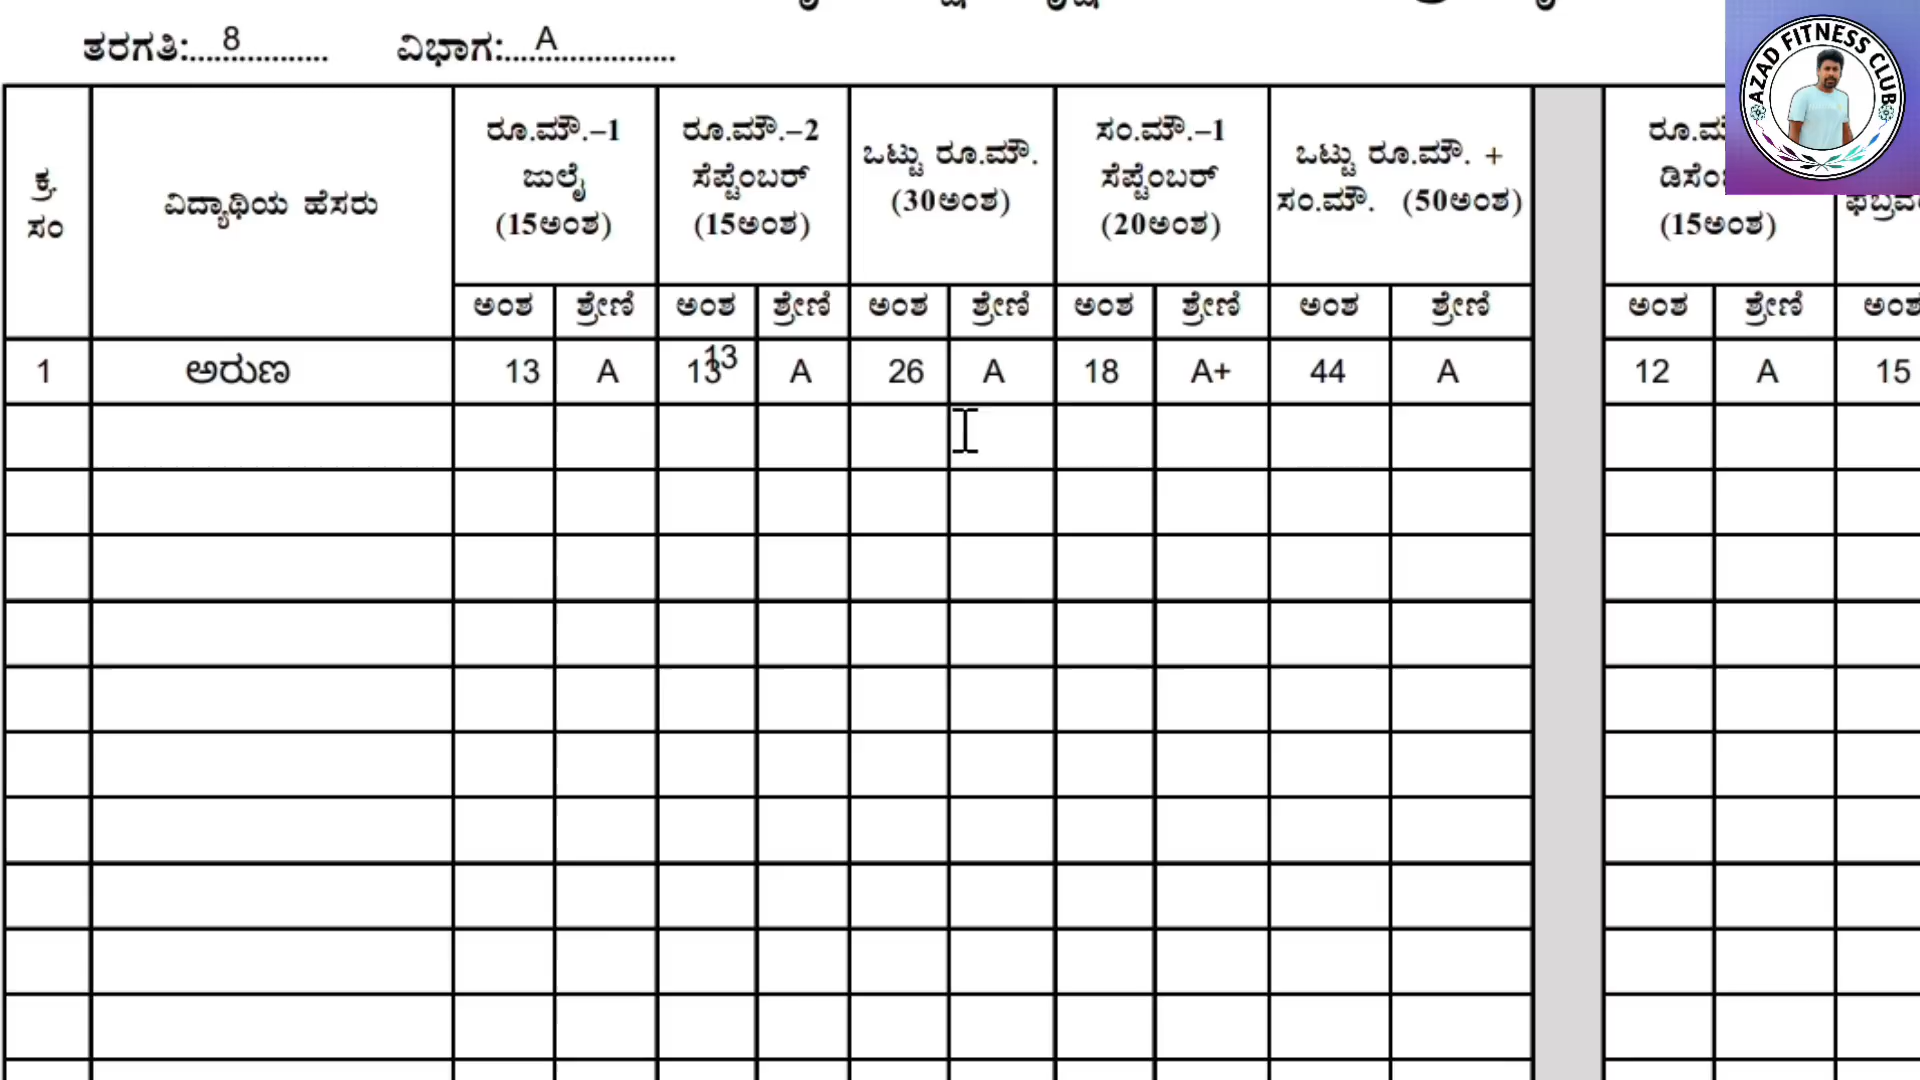 ತರಗತಿ:...8............. ವಿಭಾಗ:....A................
ಕ್ರ. ಸಂ
ವಿದ್ಯಾಥಿಯ ಹೆಸರು
ರೂ.ಮೌ.–1 ಜುಲೈ (15ಅಂಶ)
ರೂ.ಮೌ.–2 ಸೆಪ್ಟೆಂಬರ್ (15ಅಂಶ)
ಒಟ್ಟು ರೂ.ಮೌ. (30ಅಂಶ)
ಸಂ.ಮೌ.–1 ಸೆಪ್ಟೆಂಬರ್ (20ಅಂಶ)
ಒಟ್ಟು ರೂ.ಮೌ. + ಸಂ.ಮೌ. (50ಅಂಶ)
(15ಅಂಶ)
ಅಂಶ ಶ್ರೇಣಿ ಅಂಶ ಶ್ರೇಣಿ ಅಂಶ ಶ್ರೇಣಿ ಅಂಶ ಶ್ರೇಣಿ ಅಂಶ ಶ್ರೇಣಿ ಅಂಶ ಶ್ರೇಣಿ ಅಂಶ
1 ಅರುಣ 13 A 13 13 A 26 A 18 A+ 44 A 12 A 15
AZAD FITNESS CLUB